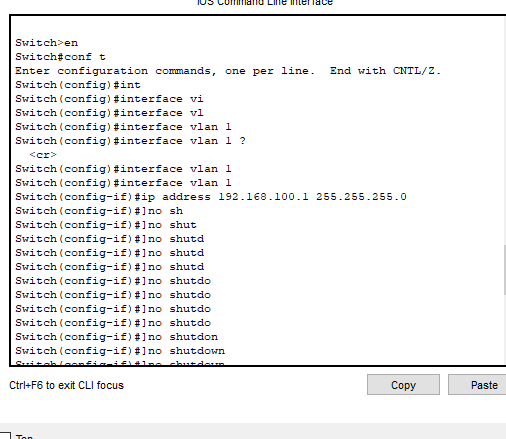 IOS Command Line Interface
Switch>en
Switch#conf t
Enter configuration commands, one per line.  End with CNTL/Z.
Switch(config)#int
Switch(config)#interface vi
Switch(config)#interface vl
Switch(config)#interface vlan 1
Switch(config)#interface vlan 1 ?
  <cr>
Switch(config)#interface vlan 1
Switch(config)#interface vlan 1
Switch(config-if)#ip address 192.168.100.1 255.255.255.0
Switch(config-if)#]no sh
Switch(config-if)#]no shut
Switch(config-if)#]no shutd
Switch(config-if)#]no shutd
Switch(config-if)#]no shutd
Switch(config-if)#]no shutdo
Switch(config-if)#]no shutdo
Switch(config-if)#]no shutdo
Switch(config-if)#]no shutdo
Switch(config-if)#]no shutdon
Switch(config-if)#]no shutdown
Switch(config-if)#]no shutdown
Ctrl+F6 to exit CLI focus
Copy
Paste
Top